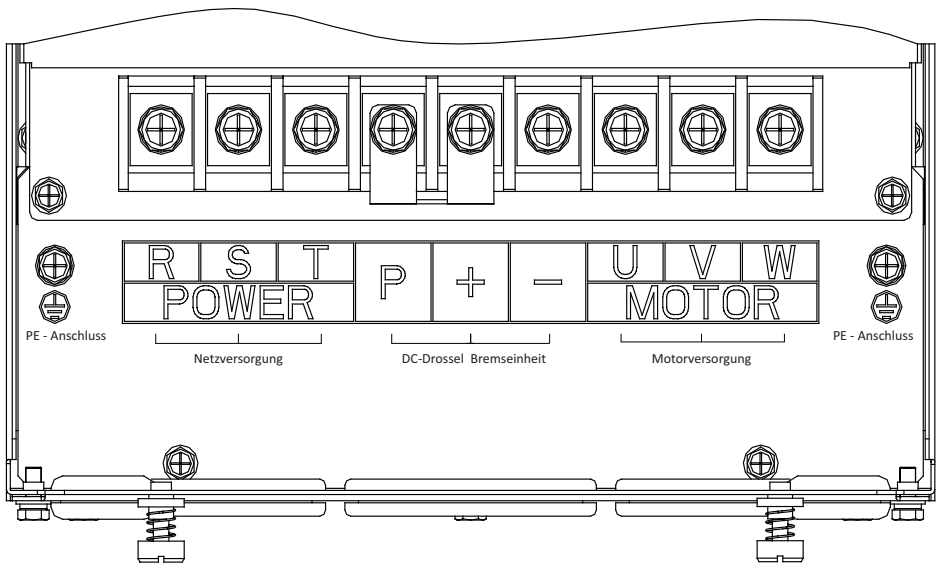 R S T P + - U V W
POWER MOTOR
PE - Anschluss Netzversorgung DC-Drossel Bremseinheit Motorversorgung PE - Anschluss